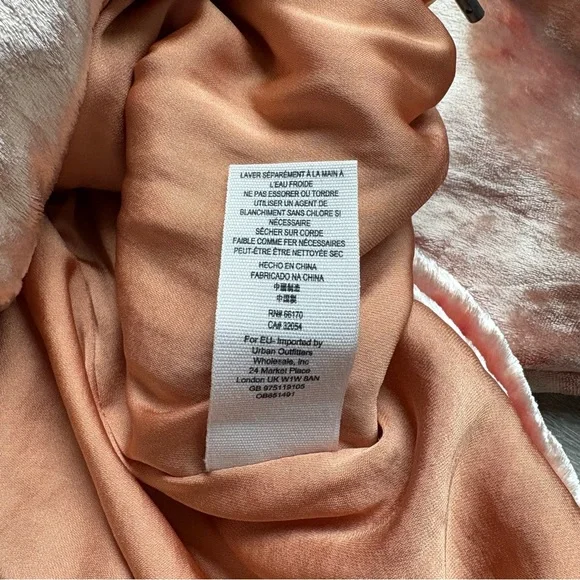 LAVER SÉPARÉMENT À LA MAIN À
L'EAU FROIDE
NE PAS ESSORER OU TORDRE
UTILISER UN AGENT DE
BLANCHIMENT SANS CHLORE SI
NÉCESSAIRE
SÉCHER SUR CORDE
FAIBLE COMME FER NÉCESSAIRES
PEUT-ÊTRE ÊTRE NETTOYÉE SEC
HECHO EN CHINA
FABRICADO NA CHINA
中國製造
中国製
RN# 66170
CA# 32054
For EU- Imported by
Urban Outfitters
Wholesale, Inc
24 Market Place
London UK W1W 8AN
GB 975119105
OB851491